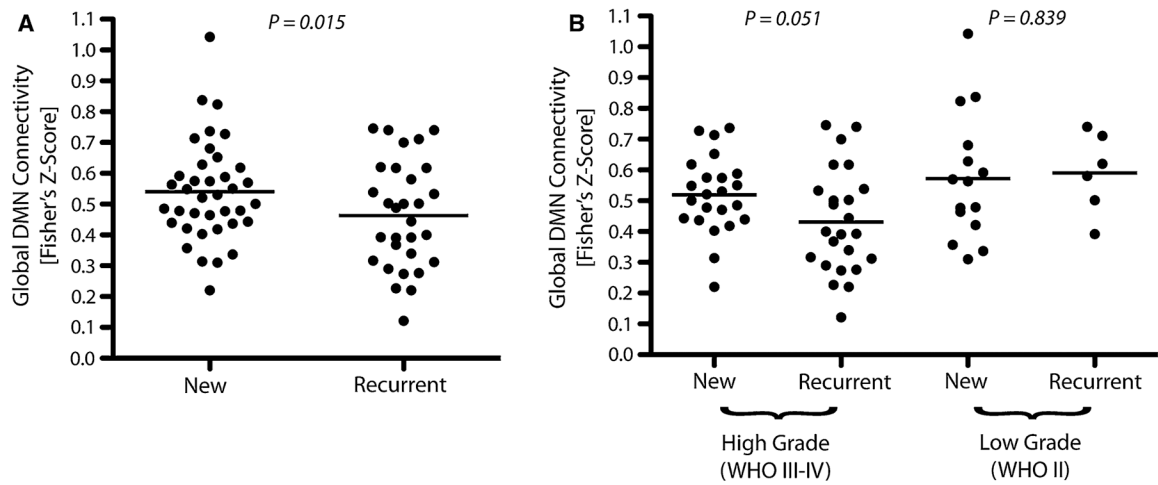 A
P = 0.015
Global DMN Connectivity
[Fisher's Z-Score]
1.1
1.0
0.9
0.8
0.7
0.6
0.5
0.4
0.3
0.2
0.1
0.0
New
Recurrent
B
P = 0.051
P = 0.839
Global DMN Connectivity
[Fisher's Z-Score]
1.1
1.0
0.9
0.8
0.7
0.6
0.5
0.4
0.3
0.2
0.1
0.0
New
Recurrent
New
Recurrent
High Grade
(WHO III-IV)
Low Grade
(WHO II)